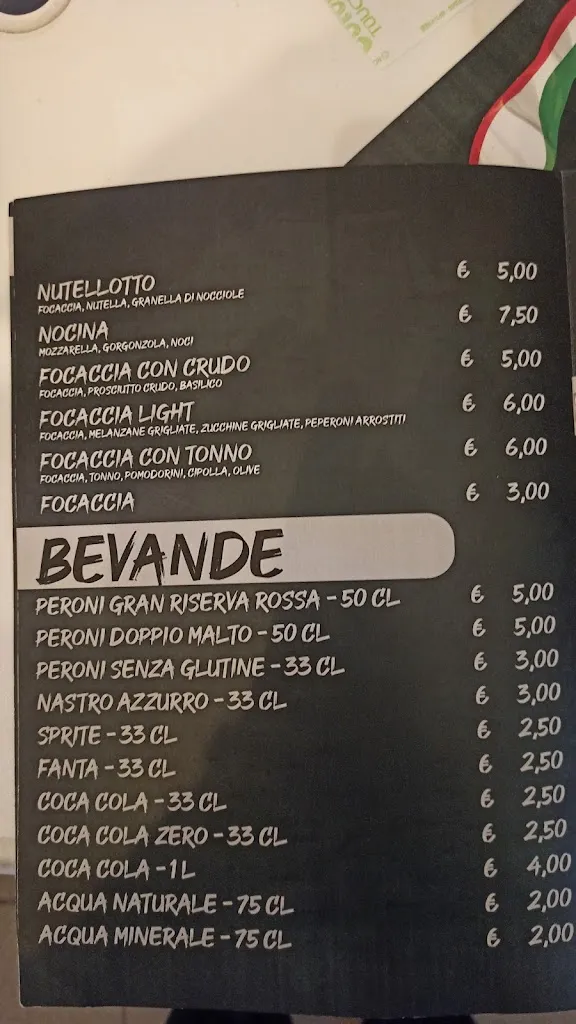 NUTELLOTTO € 5,00
FOCACCIA, NUTELLA, GRANELLA DI NOCCIOLE
NOCINA € 7,50
MOZZARELLA, GORGONZOLA, NOCI
FOCACCIA CON CRUDO € 5,00
FOCACCIA, PROSCIUTTO CRUDO, BASILICO
FOCACCIA LIGHT € 6,00
FOCACCIA, MELANZANE GRIGLIATE, ZUCCHINE GRIGLIATE, PEPERONI ARROSTITI
FOCACCIA CON TONNO € 6,00
FOCACCIA, TONNO, POMODORINI, CIPOLLA, OLIVE
FOCACCIA € 3,00
BEVANDE
PERONI GRAN RISERVA ROSSA - 50 CL € 5,00
PERONI DOPPIO MALTO - 50 CL € 5,00
PERONI SENZA GLUTINE - 33 CL € 3,00
NASTRO AZZURRO - 33 CL € 3,00
SPRITE - 33 CL € 2,50
FANTA - 33 CL € 2,50
COCA COLA - 33 CL € 2,50
COCA COLA ZERO - 33 CL € 2,50
COCA COLA - 1 L € 4,00
ACQUA NATURALE - 75 CL € 2,00
ACQUA MINERALE - 75 CL € 2,00